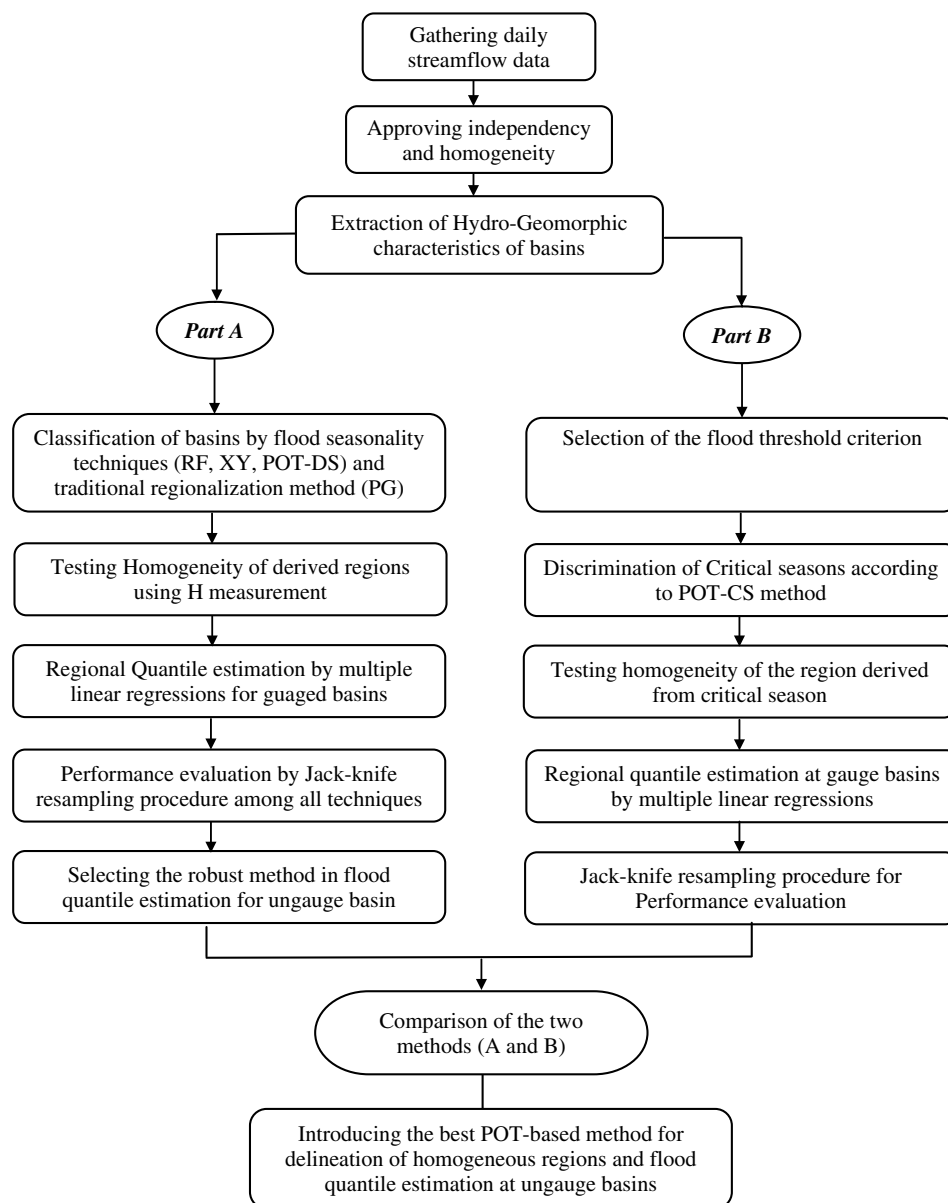 Gathering daily
streamflow data
Approving independency
and homogeneity
Extraction of Hydro-Geomorphic
characteristics of basins
Part A
Classification of basins by flood seasonality
techniques (RF, XY, POT-DS) and
traditional regionalization method (PG)
Testing Homogeneity of derived regions
using H measurement
Regional Quantile estimation by multiple
linear regressions for guaged basins
Performance evaluation by Jack-knife
resampling procedure among all techniques
Selecting the robust method in flood
quantile estimation for ungauge basin
Part B
Selection of the flood threshold criterion
Discrimination of Critical seasons according
to POT-CS method
Testing homogeneity of the region derived
from critical season
Regional quantile estimation at gauge basins
by multiple linear regressions
Jack-knife resampling procedure for
Performance evaluation
Comparison of the two
methods (A and B)
Introducing the best POT-based method for
delineation of homogeneous regions and flood
quantile estimation at ungauge basins